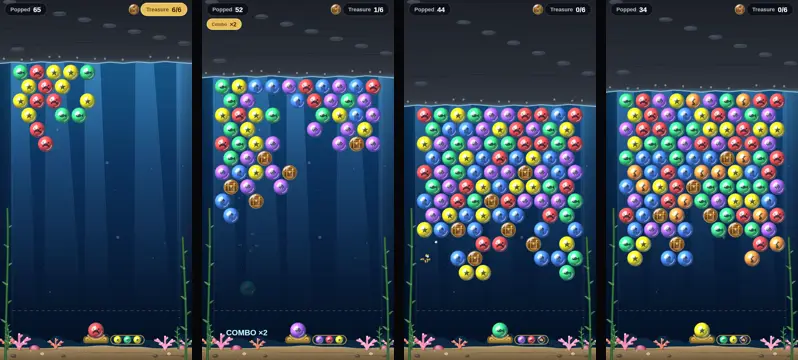 Popped 65
Treasure 6/6
Popped 52
Treasure 1/6
Combo ×2
COMBO ×2
Popped 44
Treasure 0/6
Popped 34
Treasure 0/6